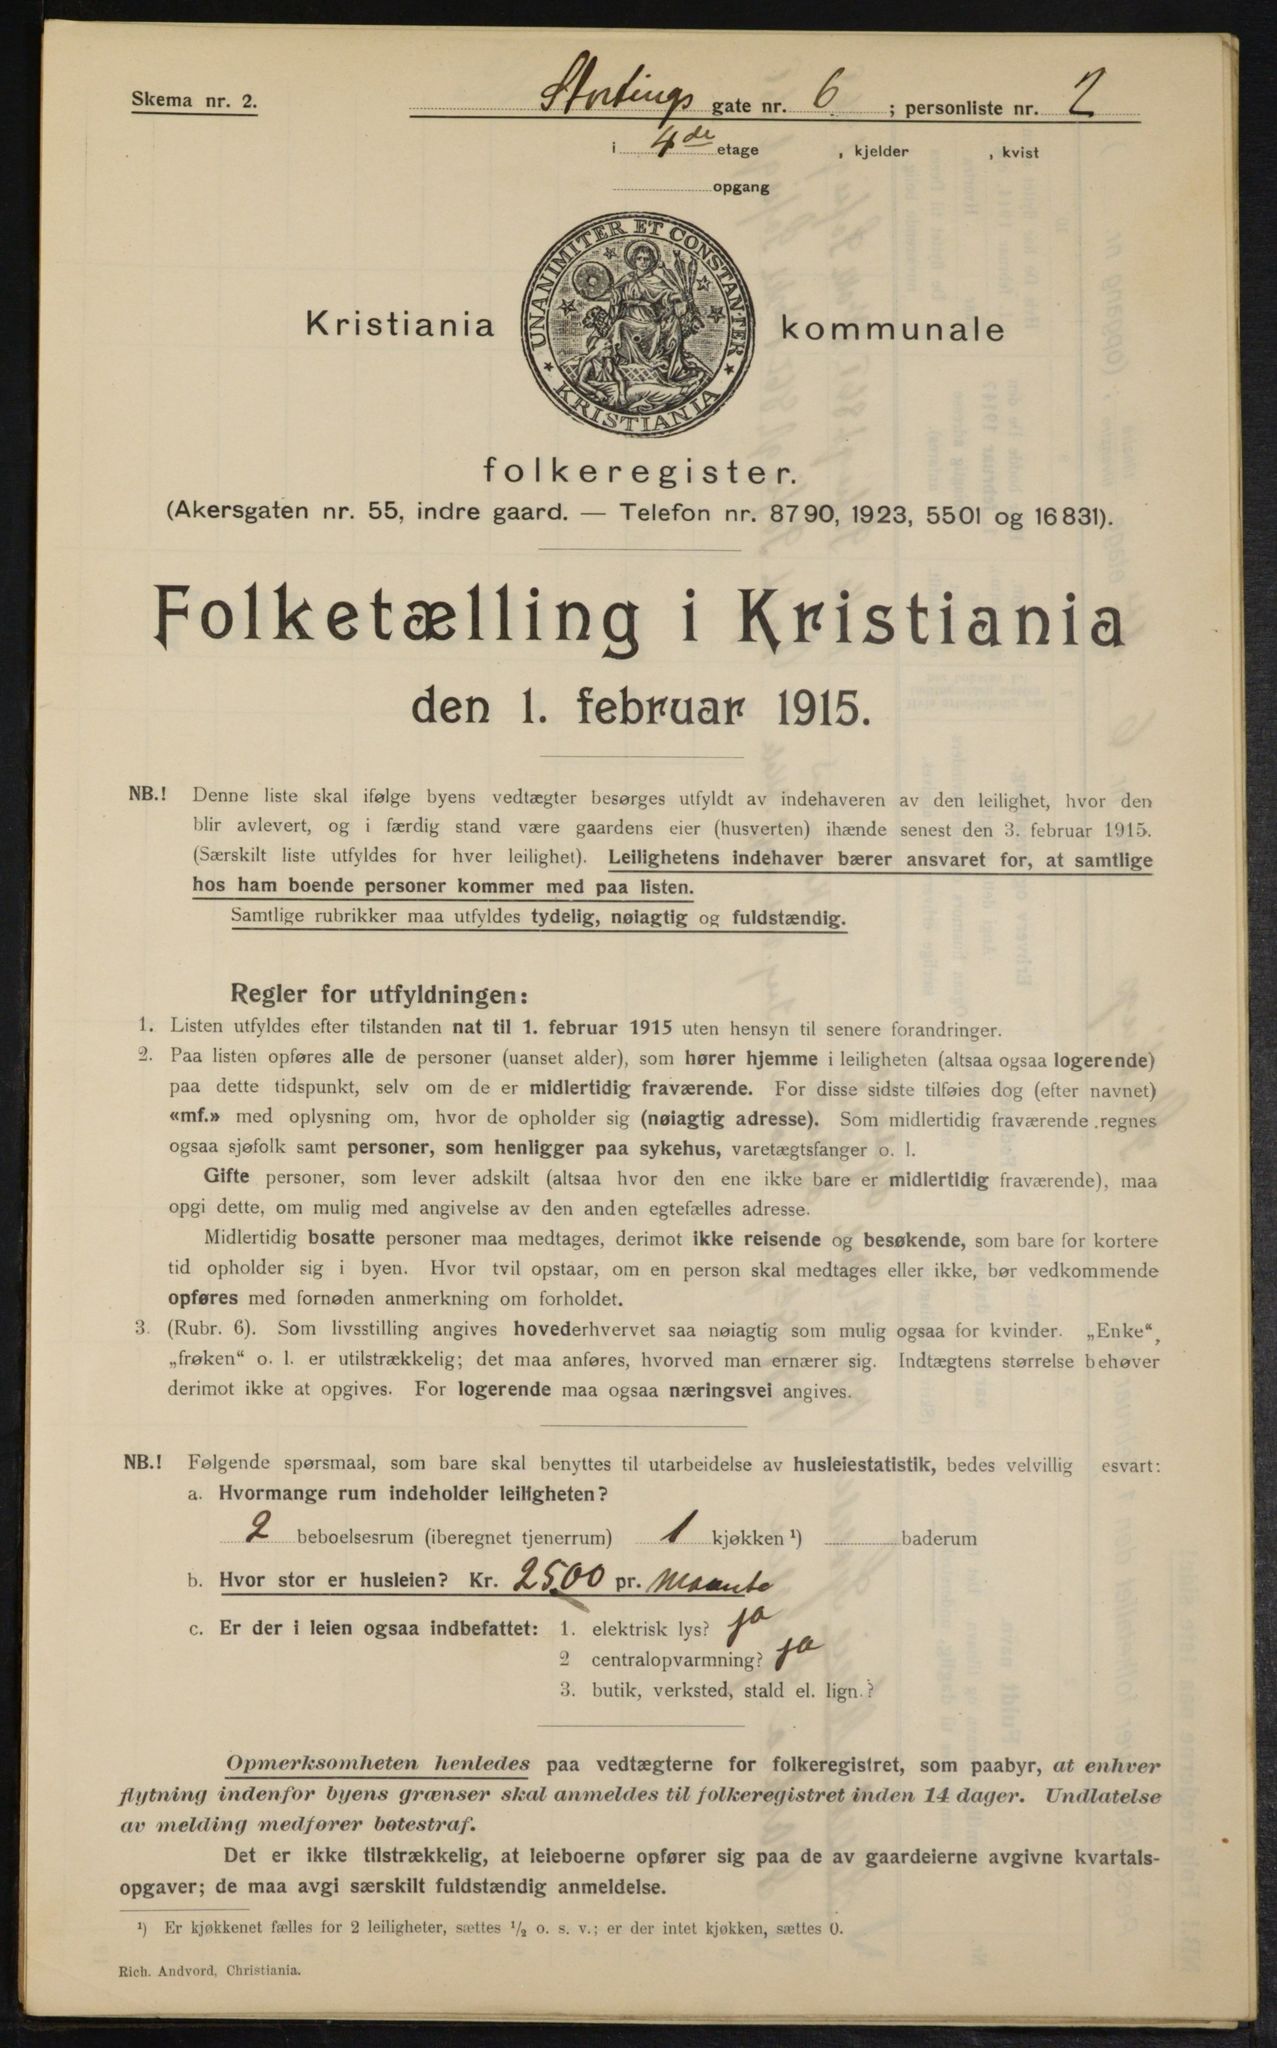 Skema nr. 2.
Stortings gate nr. 6 ; personliste nr. 2
i 4de etage , kjelder , kvist
opgang
UNANIMITER ET CONSTANTER
KRISTIANIA
Kristiania kommunale
folkeregister.
(Akersgaten nr. 55, indre gaard. — Telefon nr. 8790, 1923, 5501 og 16831).
Folketælling i Kristiania
den 1. februar 1915.
NB.! Denne liste skal ifølge byens vedtægter besørges utfyldt av indehaveren av den leilighet, hvor den
blir avlevert, og i færdig stand være gaardens eier (husverten) ihænde senest den 3. februar 1915.
(Særskilt liste utfyldes for hver leilighet). Leilighetens indehaver bærer ansvaret for, at samtlige
hos ham boende personer kommer med paa listen.
Samtlige rubrikker maa utfyldes tydelig, nøiagtig og fuldstændig.
Regler for utfyldningen:
1. Listen utfyldes efter tilstanden nat til 1. februar 1915 uten hensyn til senere forandringer.
2. Paa listen opføres alle de personer (uanset alder), som hører hjemme i leiligheten (altsaa ogsaa logerende)
paa dette tidspunkt, selv om de er midlertidig fraværende. For disse sidste tilføies dog (efter navnet)
«mf.» med oplysning om, hvor de opholder sig (nøiagtig adresse). Som midlertidig fraværende regnes
ogsaa sjøfolk samt personer, som henligger paa sykehus, varetægtsfanger o. l.
Gifte personer, som lever adskilt (altsaa hvor den ene ikke bare er midlertidig fraværende), maa
opgi dette, om mulig med angivelse av den anden egtefælles adresse.
Midlertidig bosatte personer maa medtages, derimot ikke reisende og besøkende, som bare for kortere
tid opholder sig i byen. Hvor tvil opstaar, om en person skal medtages eller ikke, bør vedkommende
opføres med fornøden anmerkning om forholdet.
3. (Rubr. 6). Som livsstilling angives hovederhvervet saa nøiagtig som mulig ogsaa for kvinder. „Enke“,
„frøken“ o. l. er utilstrækkelig; det maa anføres, hvorved man ernærer sig. Indtægtens størrelse behøver
derimot ikke at opgives. For logerende maa ogsaa næringsvei angives.
NB.! Følgende spørsmaal, som bare skal benyttes til utarbeidelse av husleiestatistik, bedes velvillig esvart:
a. Hvormange rum indeholder leiligheten?
2 beboelsesrum (iberegnet tjenerrum) 1 kjøkken ¹) baderum
b. Hvor stor er husleien? Kr. 2500 pr. Maante
c. Er der i leien ogsaa indbefattet: 1. elektrisk lys? ja
2 centralopvarmning? ja
3. butik, verksted, stald el. lign.?
Opmerksomheten henledes paa vedtægterne for folkeregistret, som paabyr, at enhver
flytning indenfor byens grænser skal anmeldes til folkeregistret inden 14 dager. Undlatelse
av melding medfører bøtestraf.
Det er ikke tilstrækkelig, at leieboerne opfører sig paa de av gaardeierne avgivne kvartals-
opgaver; de maa avgi særskilt fuldstændig anmeldelse.
¹) Er kjøkkenet fælles for 2 leiligheter, sættes ½ o. s. v.; er der intet kjøkken, sættes 0.
Rich. Andvord, Christiania.